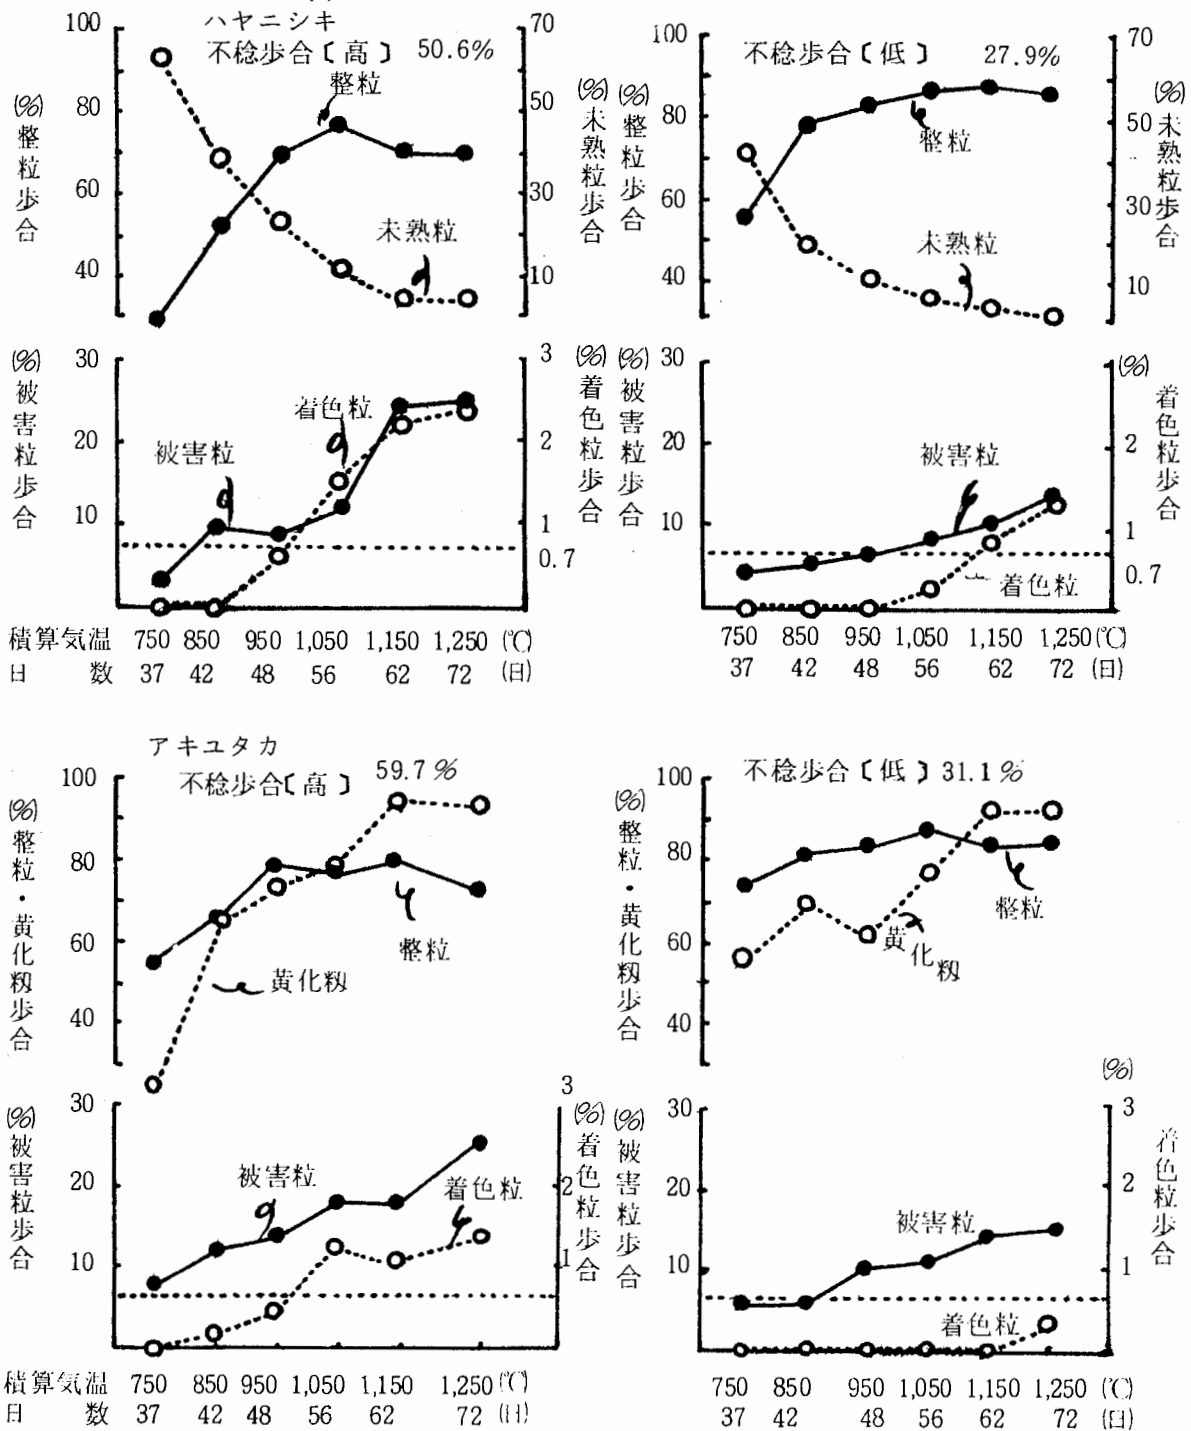 ハヤニシキ
不稔歩合〔高〕 50.6%
100
80
60
40
(%)
整粒歩合
整粒
未熟粒
70
50
30
10
(%)
未熟粒歩合
不稔歩合〔低〕 27.9%
100
80
60
40
(%)
整粒歩合
整粒
未熟粒
70
50
30
10
(%)
未熟粒歩合
30
20
10
(%)
被害粒歩合
着色粒
被害粒
3
2
1
0.7
(%)
着色粒歩合
積算気温 750 850 950 1,050 1,150 1,250 (℃)
日数 37 42 48 56 62 72 (日)
30
20
10
(%)
被害粒歩合
被害粒
着色粒
2
1
0.7
(%)
着色粒歩合
750 850 950 1,050 1,150 1,250 (℃)
37 42 48 56 62 72 (日)
アキユタカ
不稔歩合〔高〕 59.7%
100
80
60
40
(%)
整粒・黄化籾歩合
整粒
黄化籾
不稔歩合〔低〕31.1%
100
80
60
40
(%)
整粒・黄化籾歩合
整粒
黄化籾
30
20
10
(%)
被害粒歩合
被害粒
着色粒
3
2
1
(%)
着色粒歩合
積算気温 750 850 950 1,050 1,150 1,250 (℃)
日数 37 42 48 56 62 72 (日)
30
20
10
(%)
被害粒歩合
被害粒
着色粒
(%)
3
2
1
着色粒歩合
750 850 950 1,050 1,150 1,250 (℃)
37 42 48 56 62 72 (日)